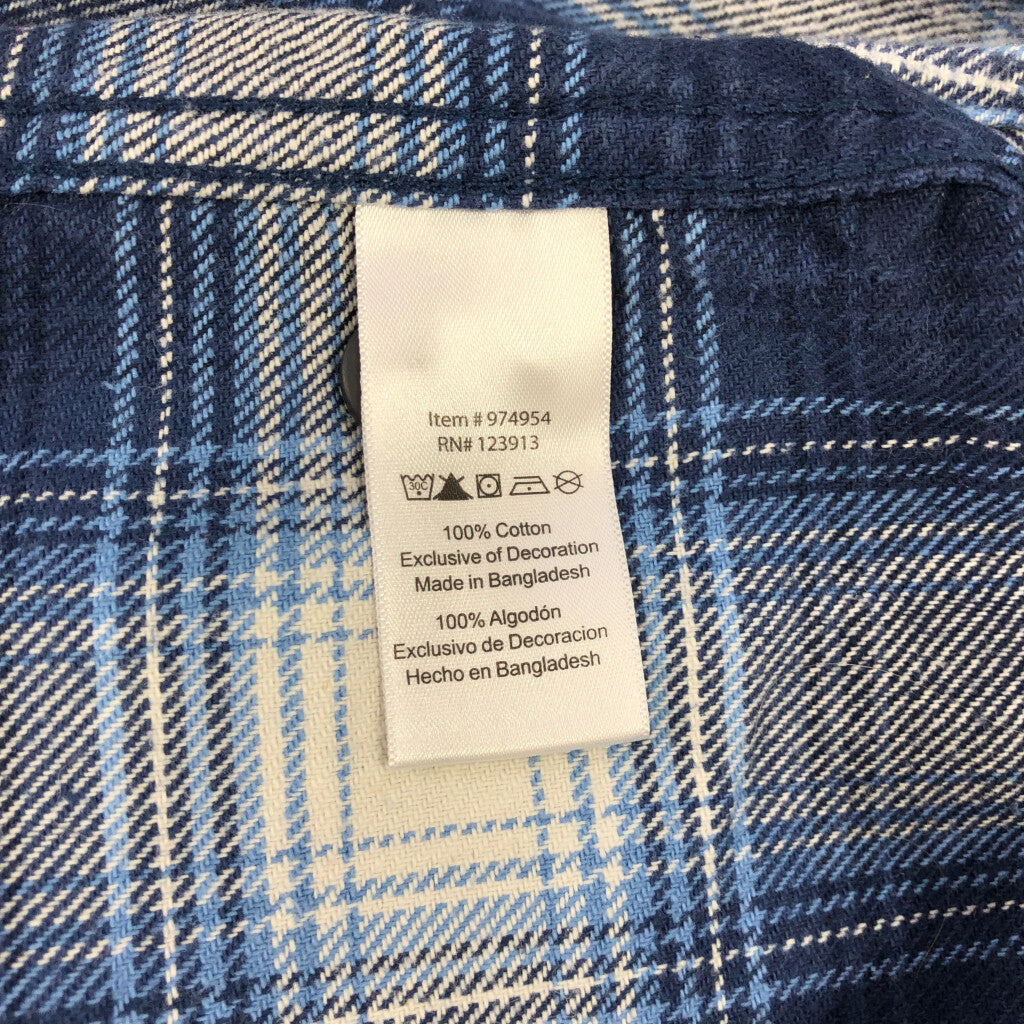 Item # 974954
RN# 123913
30C
100% Cotton
Exclusive of Decoration
Made in Bangladesh
100% Algodón
Exclusivo de Decoracion
Hecho en Bangladesh